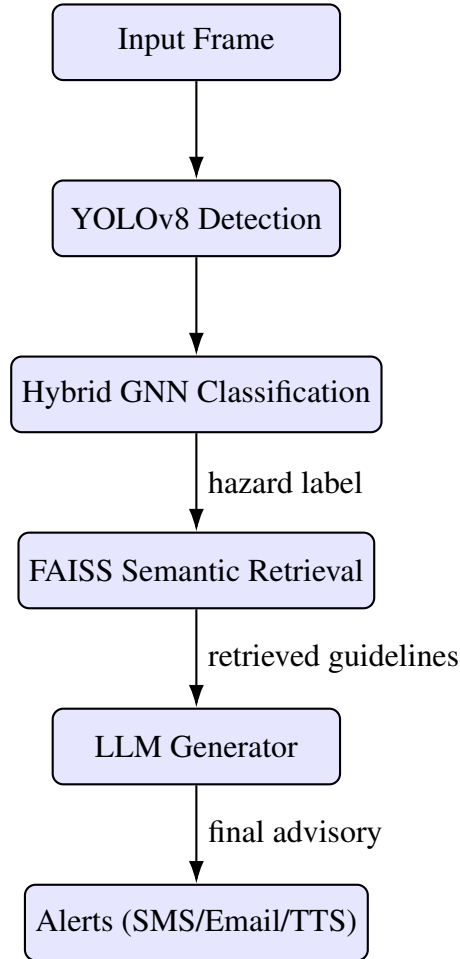 Input Frame
YOLOv8 Detection
Hybrid GNN Classification
hazard label
FAISS Semantic Retrieval
retrieved guidelines
LLM Generator
final advisory
Alerts (SMS/Email/TTS)